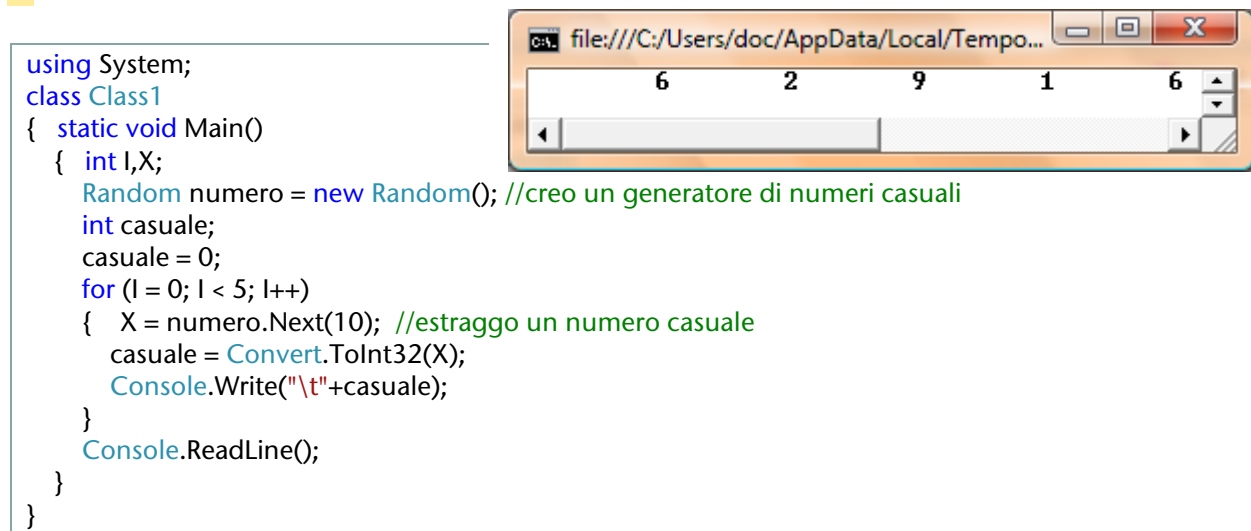 file:///C:/Users/doc/AppData/Local/Tempo...
6 2 9 1 6
using System;
class Class1
{ static void Main()
{ int I,X;
Random numero = new Random(); //creo un generatore di numeri casuali
int casuale;
casuale = 0;
for (I = 0; I < 5; I++)
{ X = numero.Next(10); //estraggo un numero casuale
casuale = Convert.ToInt32(X);
Console.Write("\t"+casuale);
}
Console.ReadLine();
}
}